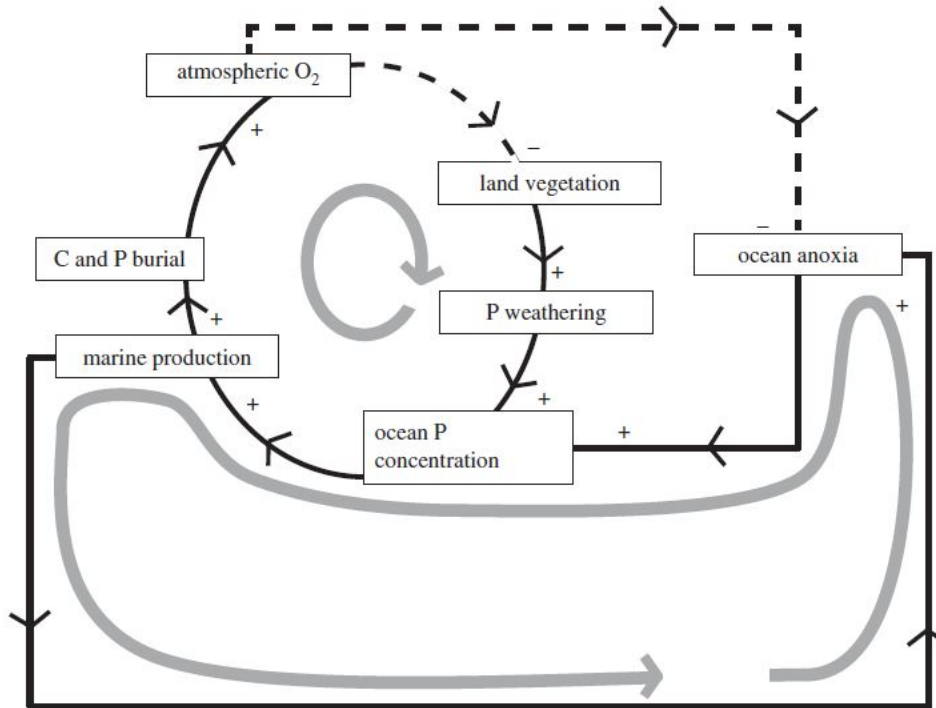 atmospheric O₂
+
−
land vegetation
−
C and P burial
ocean anoxia
+
P weathering
+
+
marine production
+
+
ocean P
concentration
+
+